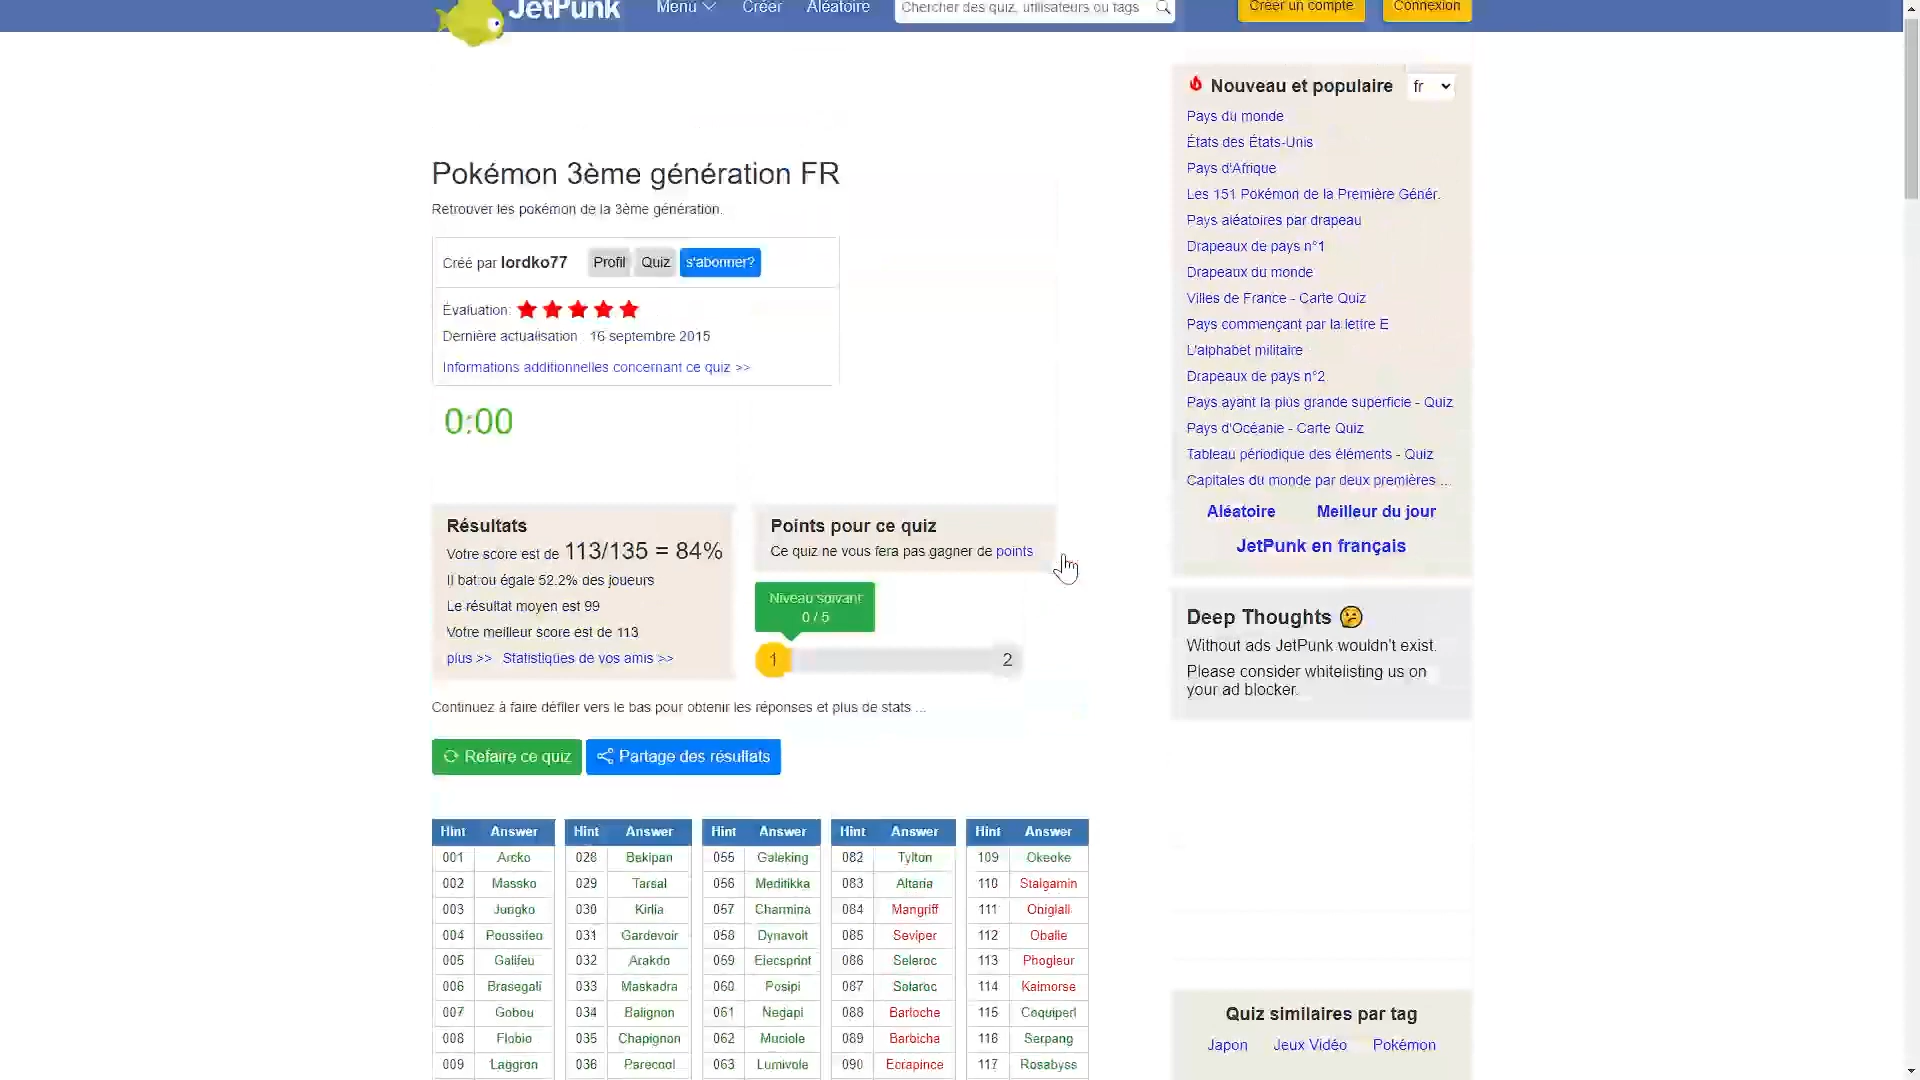 JetPunk Menu Créer Aléatoire Chercher des quiz, utilisateurs ou tags Créer un compte Connexion
Pokémon 3ème génération FR
Retrouver les pokémon de la 3ème génération.
Créé par lordko77 Profil Quiz s'abonner?
Évaluation:
Dernière actualisation : 16 septembre 2015
Informations additionnelles concernant ce quiz >>
0:00
Résultats
Votre score est de 113/135 = 84%
Il bat ou égale 52.2% des joueurs
Le résultat moyen est 99
Votre meilleur score est de 113
plus >> Statistiques de vos amis >>
Points pour ce quiz
Ce quiz ne vous fera pas gagner de points
Niveau suivant
0 / 5
1 2
Continuez à faire défiler vers le bas pour obtenir les réponses et plus de stats ...
Refaire ce quiz Partage des résultats
Hint Answer Hint Answer Hint Answer Hint Answer Hint Answer
001 Arcko 028 Bekipan 055 Galeking 082 Tylton 109 Okeoke
002 Massko 029 Tarsal 056 Meditikka 083 Altaria 110 Stalgamin
003 Jungko 030 Kirlia 057 Charmina 084 Mangriff 111 Oniglali
004 Poussifeu 031 Gardevoir 058 Dynavolt 085 Seviper 112 Obalie
005 Galifeu 032 Arakdo 059 Elecsprint 086 Seleroc 113 Phogleur
006 Brasegali 033 Maskadra 060 Posipi 087 Solaroc 114 Kaimorse
007 Gobou 034 Balignon 061 Negapi 088 Barloche 115 Coquiperl
008 Flobio 035 Chapignon 062 Muciole 089 Barbicha 116 Serpang
009 Laggron 036 Parecool 063 Lumivole 090 Ecrapince 117 Rosabyss
Nouveau et populaire fr
Pays du monde
États des États-Unis
Pays d'Afrique
Les 151 Pokémon de la Première Génér.
Pays aléatoires par drapeau
Drapeaux de pays n°1
Drapeaux du monde
Villes de France - Carte Quiz
Pays commençant par la lettre E
L'alphabet militaire
Drapeaux de pays n°2
Pays ayant la plus grande superficie - Quiz
Pays d'Océanie - Carte Quiz
Tableau périodique des éléments - Quiz
Capitales du monde par deux premières ...
Aléatoire Meilleur du jour
JetPunk en français
Deep Thoughts
Without ads JetPunk wouldn't exist.
Please consider whitelisting us on
your ad blocker.
Quiz similaires par tag
Japon Jeux Vidéo Pokémon